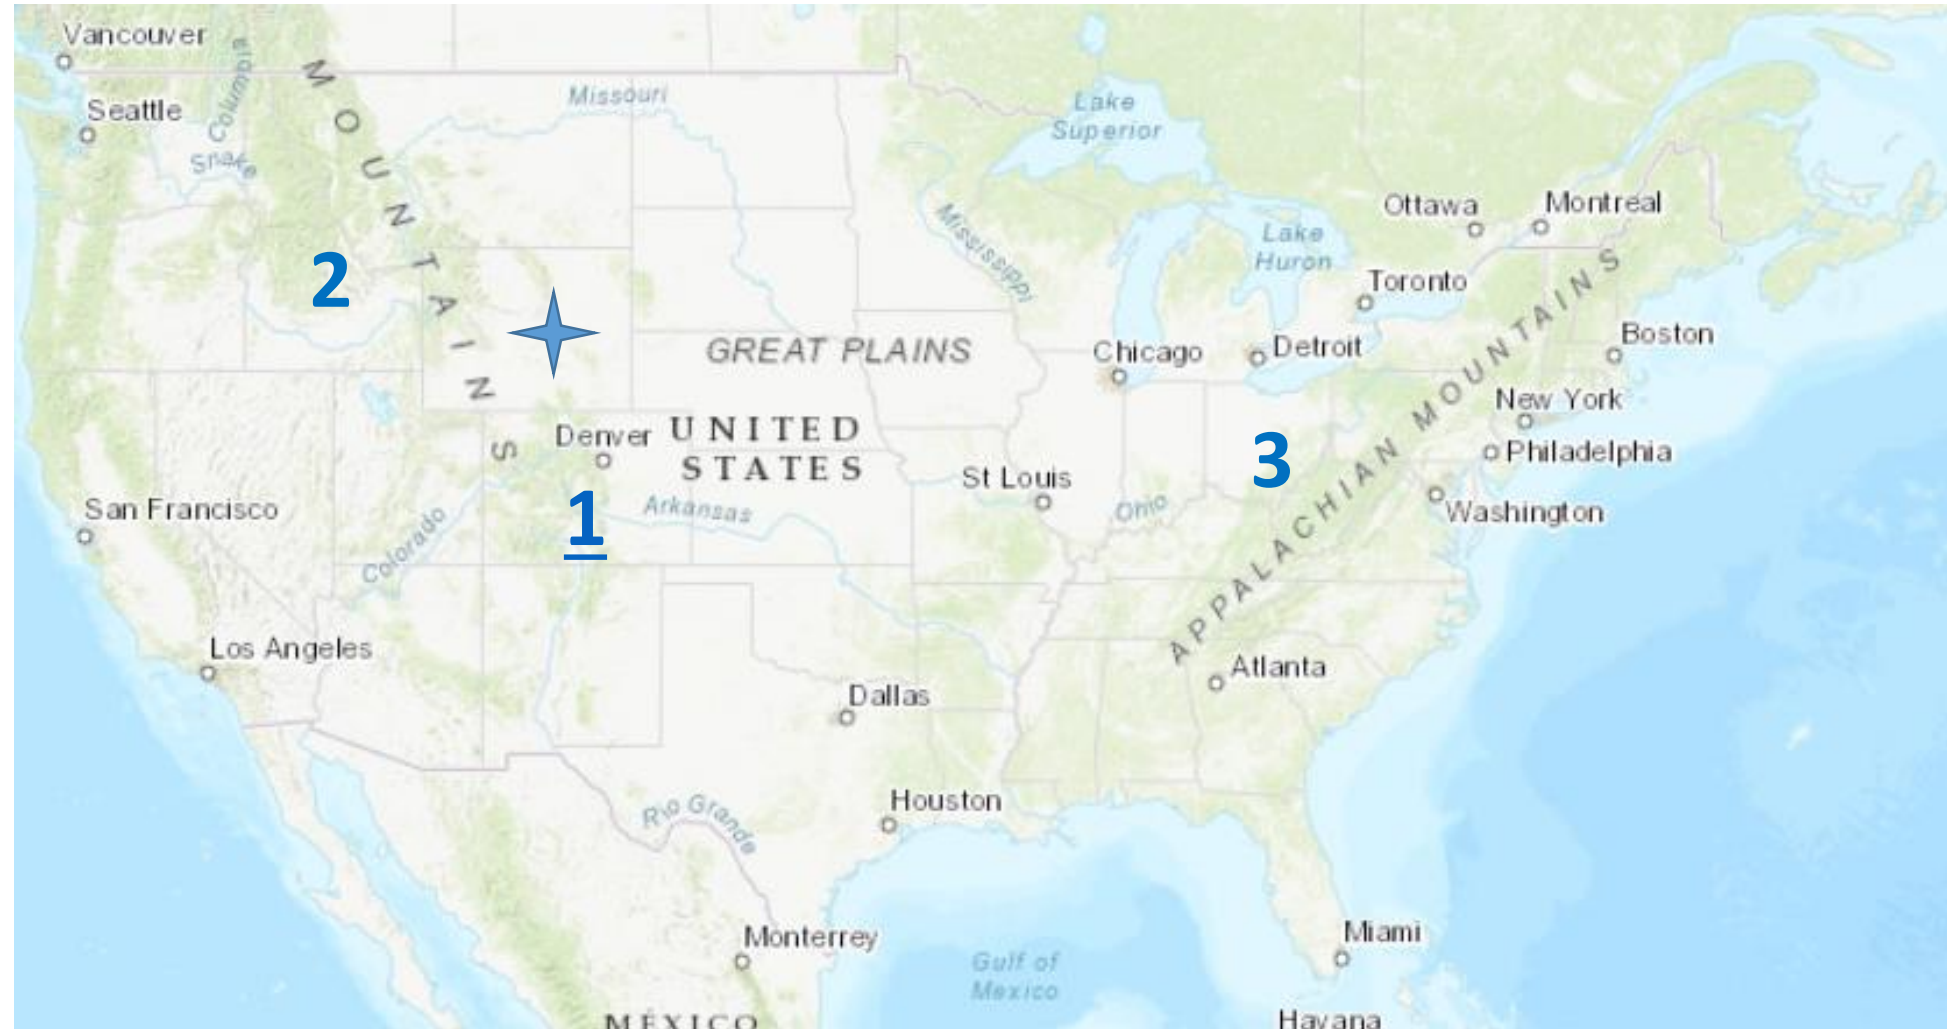 Vancouver
Seattle
Columbia
Snake
MOUNTAINS
Missouri
Lake
Superior
Mississippi
Lake
Huron
Ottawa
Montreal
Toronto
Boston
2
GREAT PLAINS
Chicago
Detroit
APPALACHIAN MOUNTAINS
New York
Denver
UNITED
STATES
3
Philadelphia
St Louis
San Francisco
1
Arkansas
Ohio
Washington
Colorado
Los Angeles
Atlanta
Dallas
Houston
Rio Grande
Monterrey
Miami
Gulf of
Mexico
MÉXICO
Havana